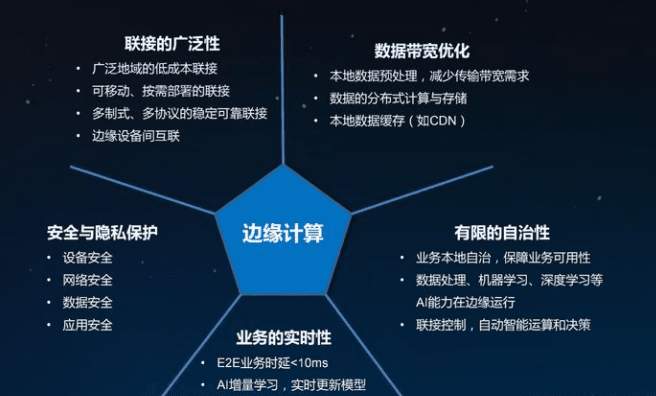 联接的广泛性
• 广泛地域的低成本联接
• 可移动、按需部署的联接
• 多制式、多协议的稳定可靠联接
• 边缘设备间互联
数据带宽优化
• 本地数据预处理，减少传输带宽需求
• 数据的分布式计算与存储
• 本地数据缓存（如CDN）
边缘计算
安全与隐私保护
• 设备安全
• 网络安全
• 数据安全
• 应用安全
有限的自治性
• 业务本地自治，保障业务可用性
• 数据处理、机器学习、深度学习等
AI能力在边缘运行
• 联接控制，自动智能运算和决策
业务的实时性
• E2E业务时延<10ms
• AI增量学习，实时更新模型